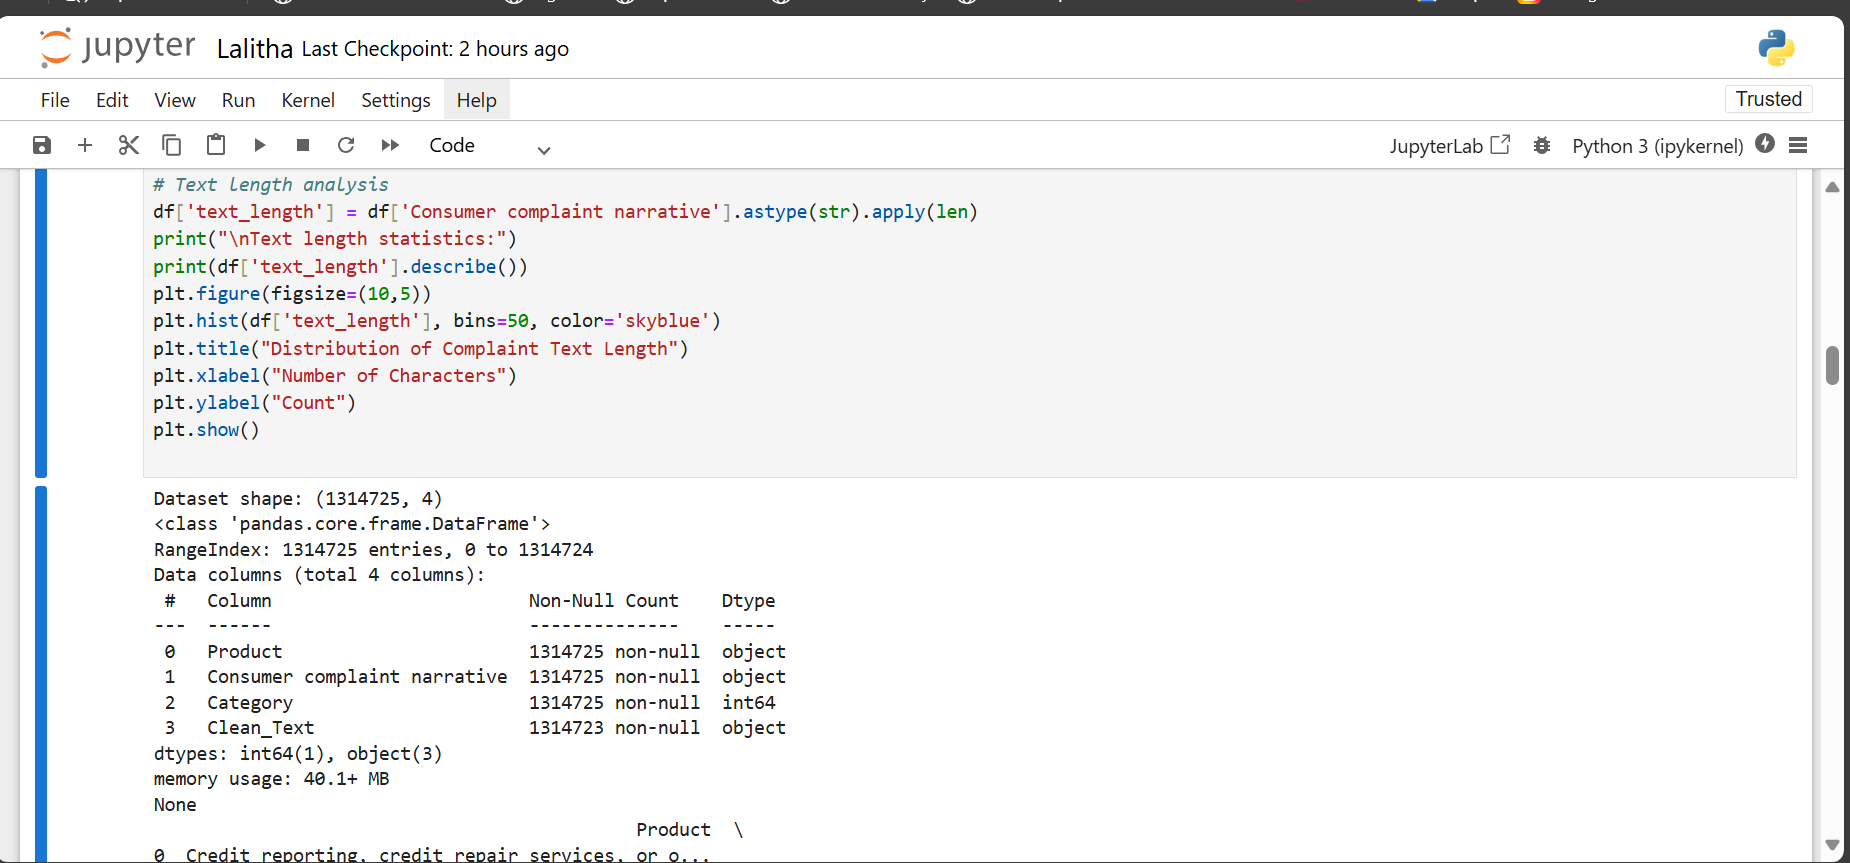 jupyter Lalitha Last Checkpoint: 2 hours ago
File Edit View Run Kernel Settings Help Trusted
Code JupyterLab Python 3 (ipykernel)
# Text length analysis
df['text_length'] = df['Consumer complaint narrative'].astype(str).apply(len)
print("\nText length statistics:")
print(df['text_length'].describe())
plt.figure(figsize=(10,5))
plt.hist(df['text_length'], bins=50, color='skyblue')
plt.title("Distribution of Complaint Text Length")
plt.xlabel("Number of Characters")
plt.ylabel("Count")
plt.show()
Dataset shape: (1314725, 4)
<class 'pandas.core.frame.DataFrame'>
RangeIndex: 1314725 entries, 0 to 1314724
Data columns (total 4 columns):
 #   Column                        Non-Null Count    Dtype
---  ------                        --------------    -----
 0   Product                       1314725 non-null  object
 1   Consumer complaint narrative  1314725 non-null  object
 2   Category                      1314725 non-null  int64
 3   Clean_Text                    1314723 non-null  object
dtypes: int64(1), object(3)
memory usage: 40.1+ MB
None
Product  \
0  Credit reporting, credit repair services, or o...